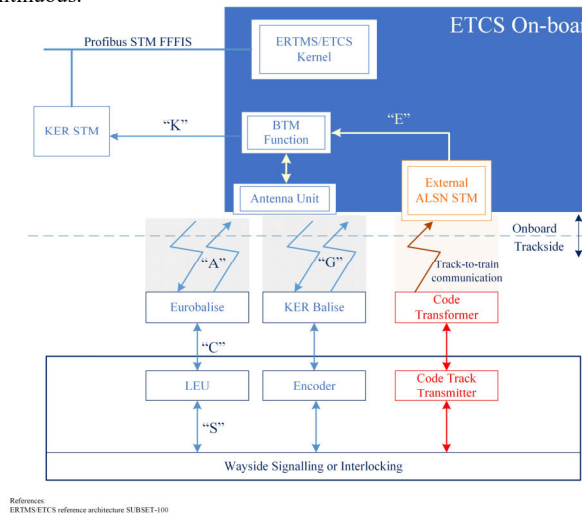 ETCS On-board
Profibus STM FFFIS
ERTMS/ETCS
Kernel
KER STM
“K”
BTM
Function
“E”
Antenna Unit
External
ALSN STM
Onboard
Trackside
“A”
“G”
Track-to-train
communication
Eurobalise
KER Balise
Code
Transformer
“C”
LEU
Encoder
Code Track
Transmitter
“S”
Wayside Signalling or Interlocking
References:
ERTMS/ETCS reference architecture SUBSET-100